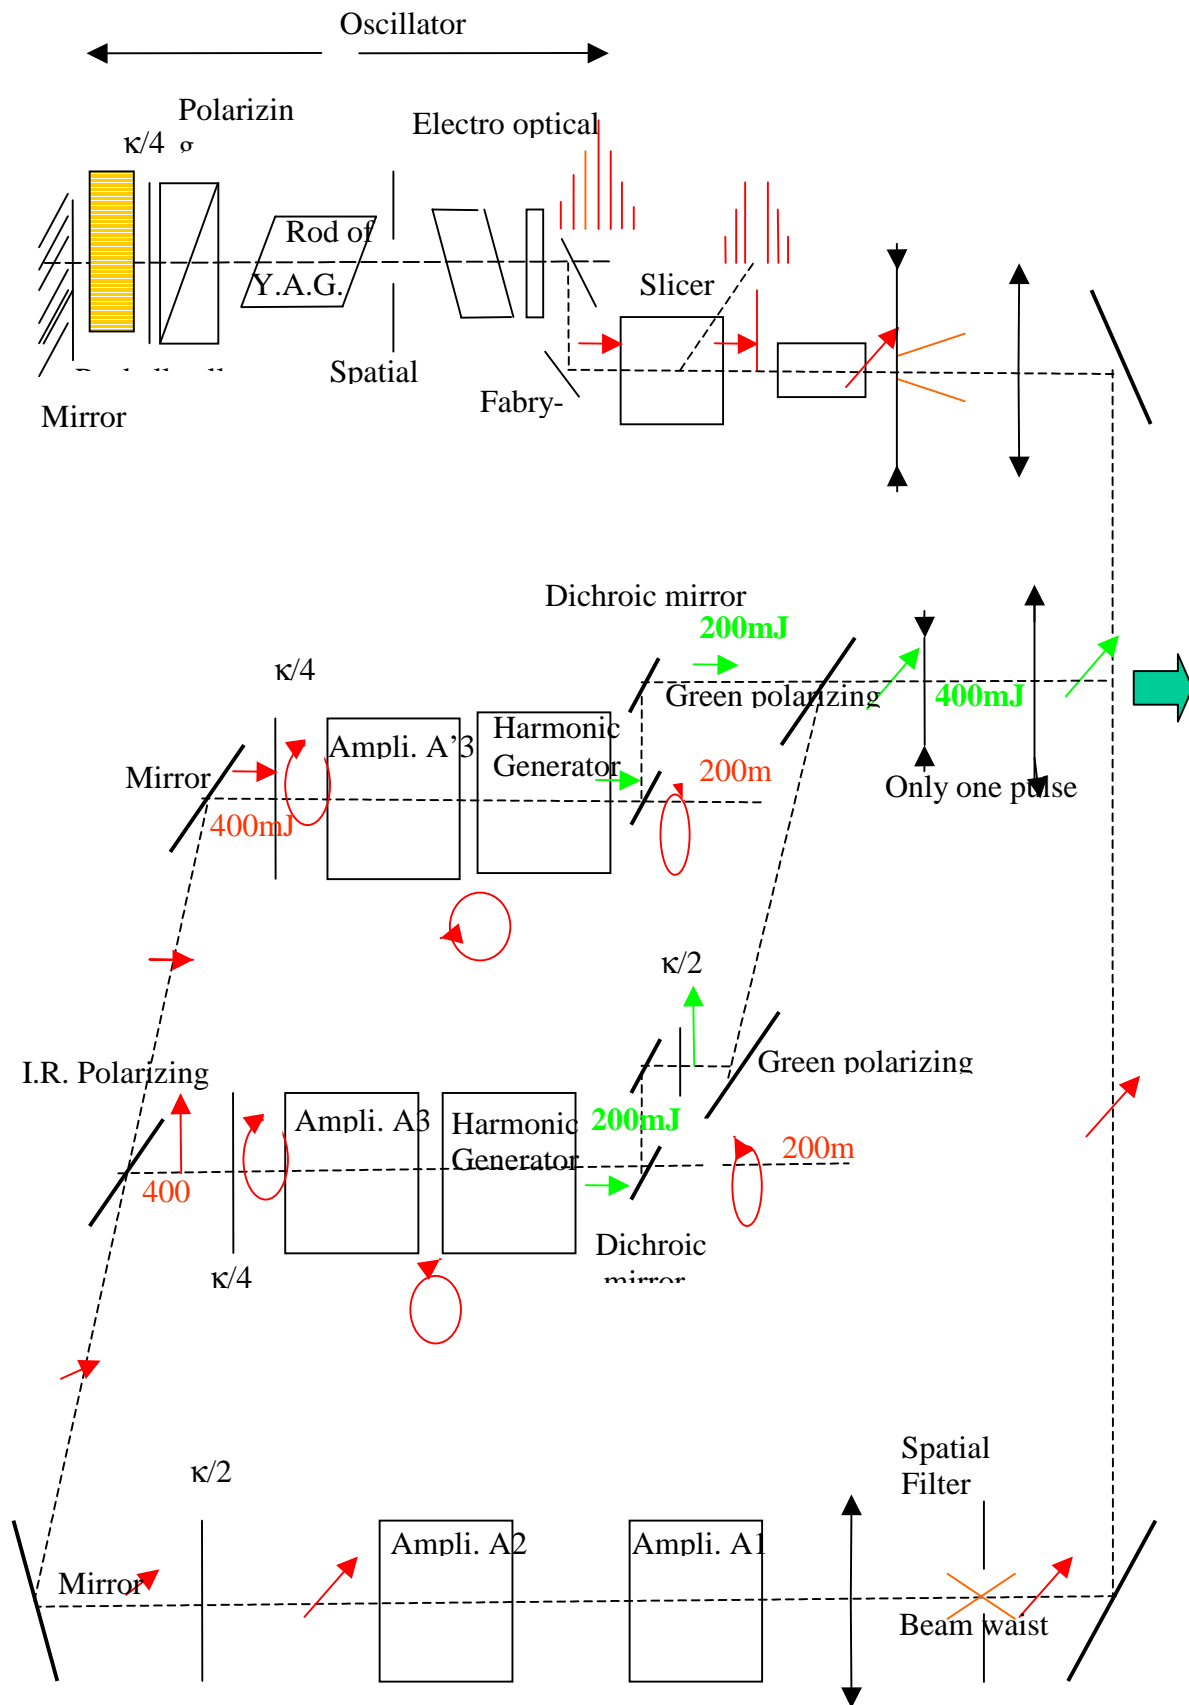 Oscillator
Polarizin
κ/4
g
Electro optical
Rod of
Y.A.G.
Slicer
Spatial
Fabry-
Mirror
Dichroic mirror
200mJ
κ/4
Green polarizing
400mJ
Ampli. A'3
Harmonic
Generator
Mirror
200m
Only one pulse
400mJ
κ/2
I.R. Polarizing
Green polarizing
Ampli. A3
Harmonic
Generator
200mJ
200m
400
κ/4
Dichroic
mirror
κ/2
Spatial
Filter
Ampli. A2
Ampli. A1
Mirror
Beam waist